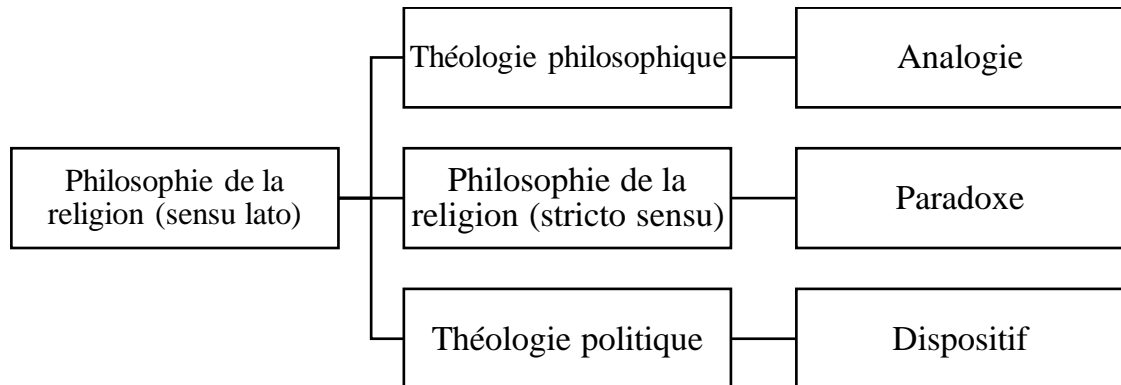 Théologie philosophique
Analogie
Philosophie de la
religion (sensu lato)
Philosophie de la
religion (stricto sensu)
Paradoxe
Théologie politique
Dispositif